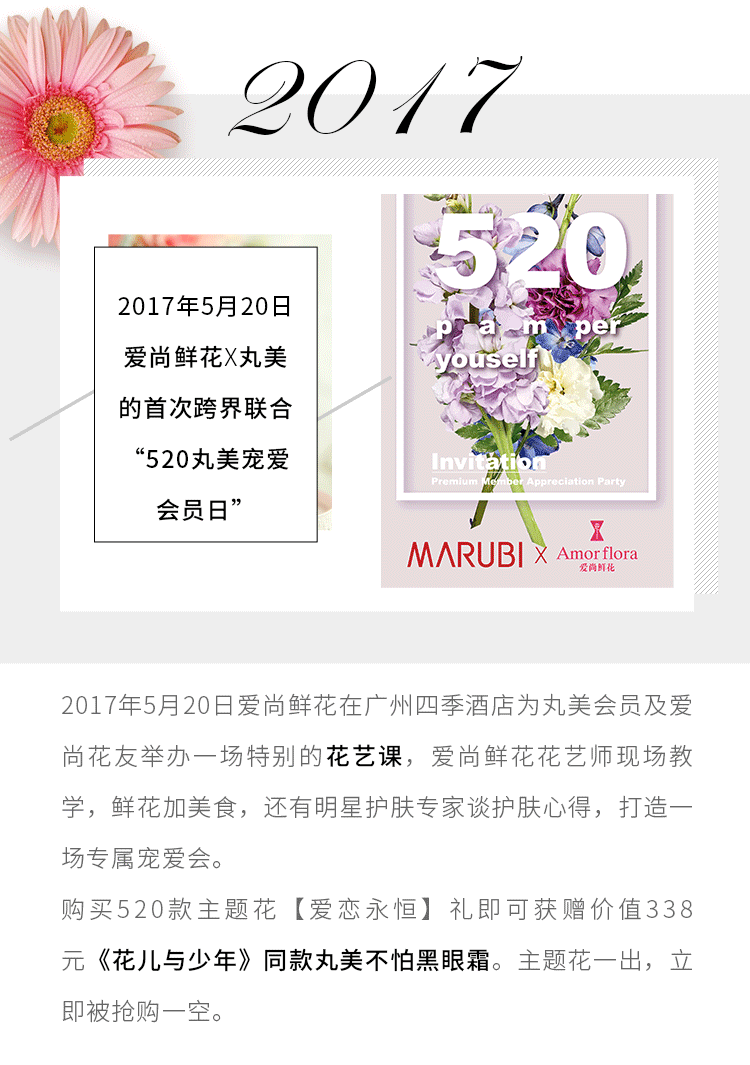 2017
2017年5月20日
爱尚鲜花X丸美
的首次跨界联合
“520丸美宠爱
会员日”
520
p a m per
youself
Invitation
Premium Member Appreciation Party
MARUBI X Amorflora
爱尚鲜花
2017年5月20日爱尚鲜花在广州四季酒店为丸美会员及爱
尚花友举办一场特别的花艺课，爱尚鲜花花艺师现场教
学，鲜花加美食，还有明星护肤专家谈护肤心得，打造一
场专属宠爱会。
购买520款主题花【爱恋永恒】礼即可获赠价值338
元《花儿与少年》同款丸美不怕黑眼霜。主题花一出，立
即被抢购一空。